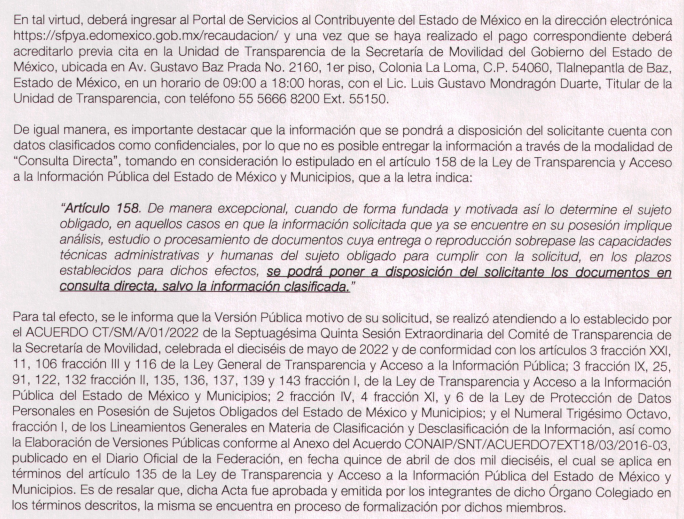 En tal virtud, deberá ingresar al Portal de Servicios al Contribuyente del Estado de México en la dirección electrónica
https://sfpya.edomexico.gob.mx/recaudacion/ y una vez que se haya realizado el pago correspondiente deberá
acreditarlo previa cita en la Unidad de Transparencia de la Secretaría de Movilidad del Gobierno del Estado de
México, ubicada en Av. Gustavo Baz Prada No. 2160, 1er piso, Colonia La Loma, C.P. 54060, Tlalnepantla de Baz,
Estado de México, en un horario de 09:00 a 18:00 horas, con el Lic. Luis Gustavo Mondragón Duarte, Titular de la
Unidad de Transparencia, con teléfono 55 5666 8200 Ext. 55150.
De igual manera, es importante destacar que la información que se pondrá a disposición del solicitante cuenta con
datos clasificados como confidenciales, por lo que no es posible entregar la información a través de la modalidad de
“Consulta Directa”, tomando en consideración lo estipulado en el artículo 158 de la Ley de Transparencia y Acceso
a la Información Pública del Estado de México y Municipios, que a la letra indica:
“Artículo 158. De manera excepcional, cuando de forma fundada y motivada así lo determine el sujeto
obligado, en aquellos casos en que la información solicitada que ya se encuentre en su posesión implique
análisis, estudio o procesamiento de documentos cuya entrega o reproducción sobrepase las capacidades
técnicas administrativas y humanas del sujeto obligado para cumplir con la solicitud, en los plazos
establecidos para dichos efectos, se podrá poner a disposición del solicitante los documentos en
consulta directa, salvo la información clasificada.”
Para tal efecto, se le informa que la Versión Pública motivo de su solicitud, se realizó atendiendo a lo establecido por
el ACUERDO CT/SM/A/01/2022 de la Septuagésima Quinta Sesión Extraordinaria del Comité de Transparencia de
la Secretaría de Movilidad, celebrada el dieciséis de mayo de 2022 y de conformidad con los artículos 3 fracción XXI,
11, 106 fracción III y 116 de la Ley General de Transparencia y Acceso a la Información Pública; 3 fracción IX, 25,
91, 122, 132 fracción II, 135, 136, 137, 139 y 143 fracción I, de la Ley de Transparencia y Acceso a la Información
Pública del Estado de México y Municipios; 2 fracción IV, 4 fracción XI, y 6 de la Ley de Protección de Datos
Personales en Posesión de Sujetos Obligados del Estado de México y Municipios; y el Numeral Trigésimo Octavo,
fracción I, de los Lineamientos Generales en Materia de Clasificación y Desclasificación de la Información, así como
la Elaboración de Versiones Públicas conforme al Anexo del Acuerdo CONAIP/SNT/ACUERDO7EXT18/03/2016-03,
publicado en el Diario Oficial de la Federación, en fecha quince de abril de dos mil dieciséis, el cual se aplica en
términos del artículo 135 de la Ley de Transparencia y Acceso a la Información Pública del Estado de México y
Municipios. Es de resalar que, dicha Acta fue aprobada y emitida por los integrantes de dicho Órgano Colegiado en
los términos descritos, la misma se encuentra en proceso de formalización por dichos miembros.